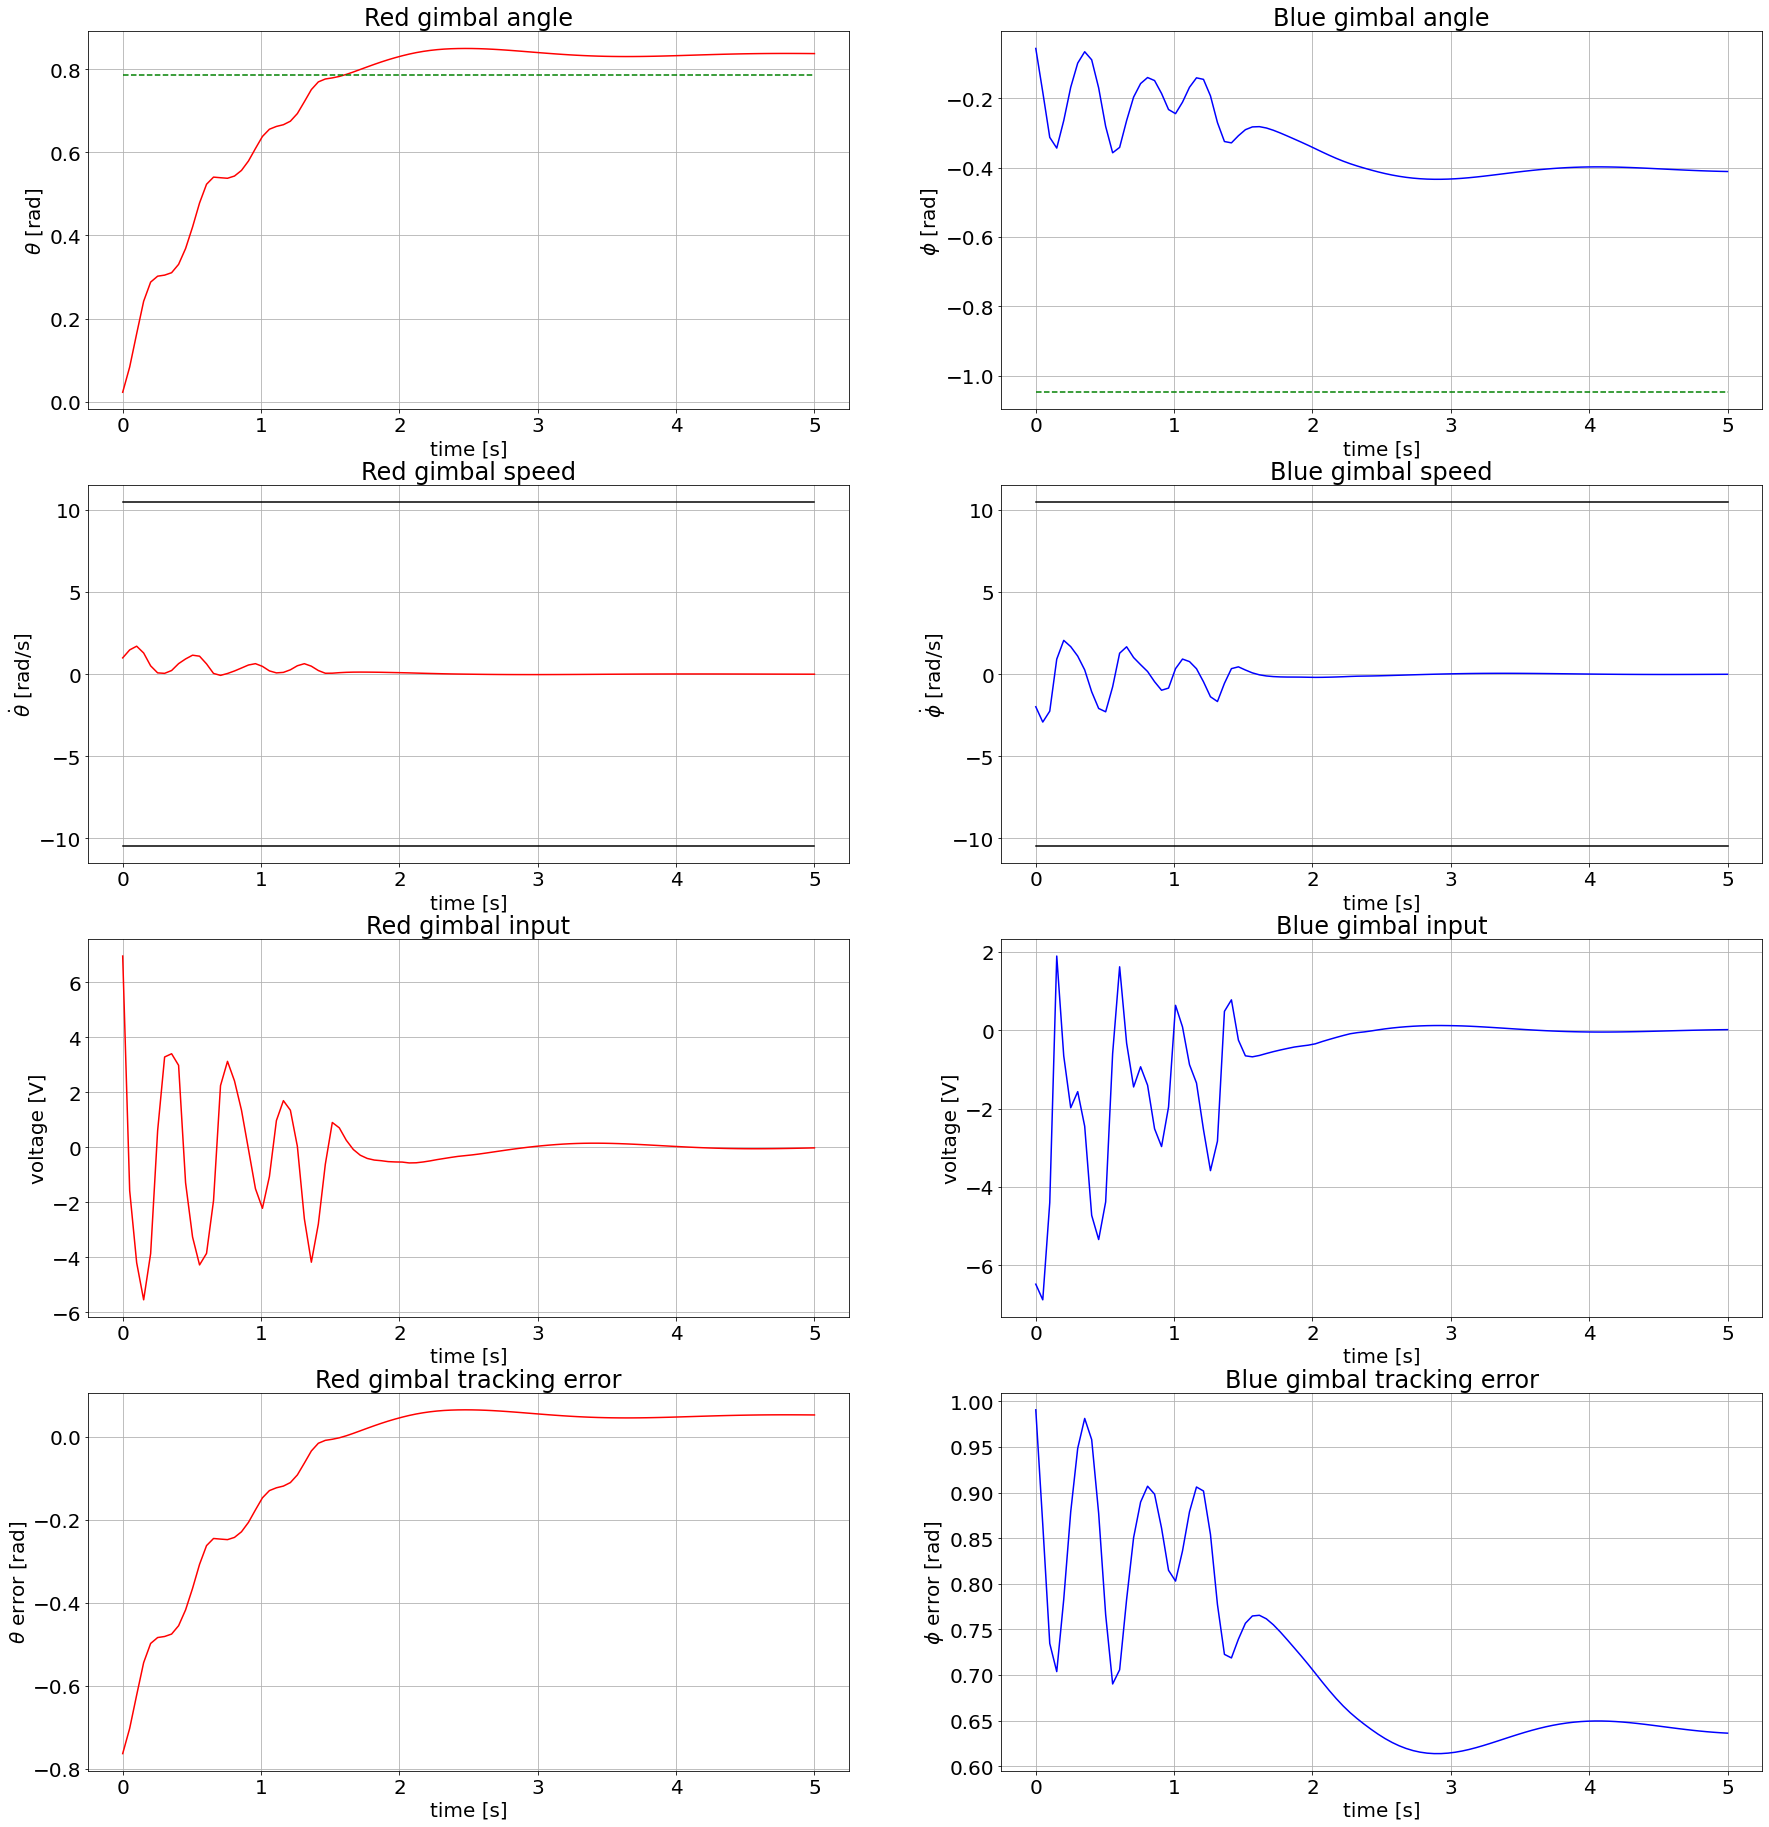 Red gimbal angle
θ [rad]
0.8
0.6
0.4
0.2
0.0
0 1 2 3 4 5
time [s]
Blue gimbal angle
ϕ [rad]
−0.2
−0.4
−0.6
−0.8
−1.0
0 1 2 3 4 5
time [s]
Red gimbal speed
θ̇ [rad/s]
10
5
0
−5
−10
0 1 2 3 4 5
time [s]
Blue gimbal speed
ϕ̇ [rad/s]
10
5
0
−5
−10
0 1 2 3 4 5
time [s]
Red gimbal input
voltage [V]
6
4
2
0
−2
−4
−6
0 1 2 3 4 5
time [s]
Blue gimbal input
voltage [V]
2
0
−2
−4
−6
0 1 2 3 4 5
time [s]
Red gimbal tracking error
θ error [rad]
0.0
−0.2
−0.4
−0.6
−0.8
0 1 2 3 4 5
time [s]
Blue gimbal tracking error
ϕ error [rad]
1.00
0.95
0.90
0.85
0.80
0.75
0.70
0.65
0.60
0 1 2 3 4 5
time [s]